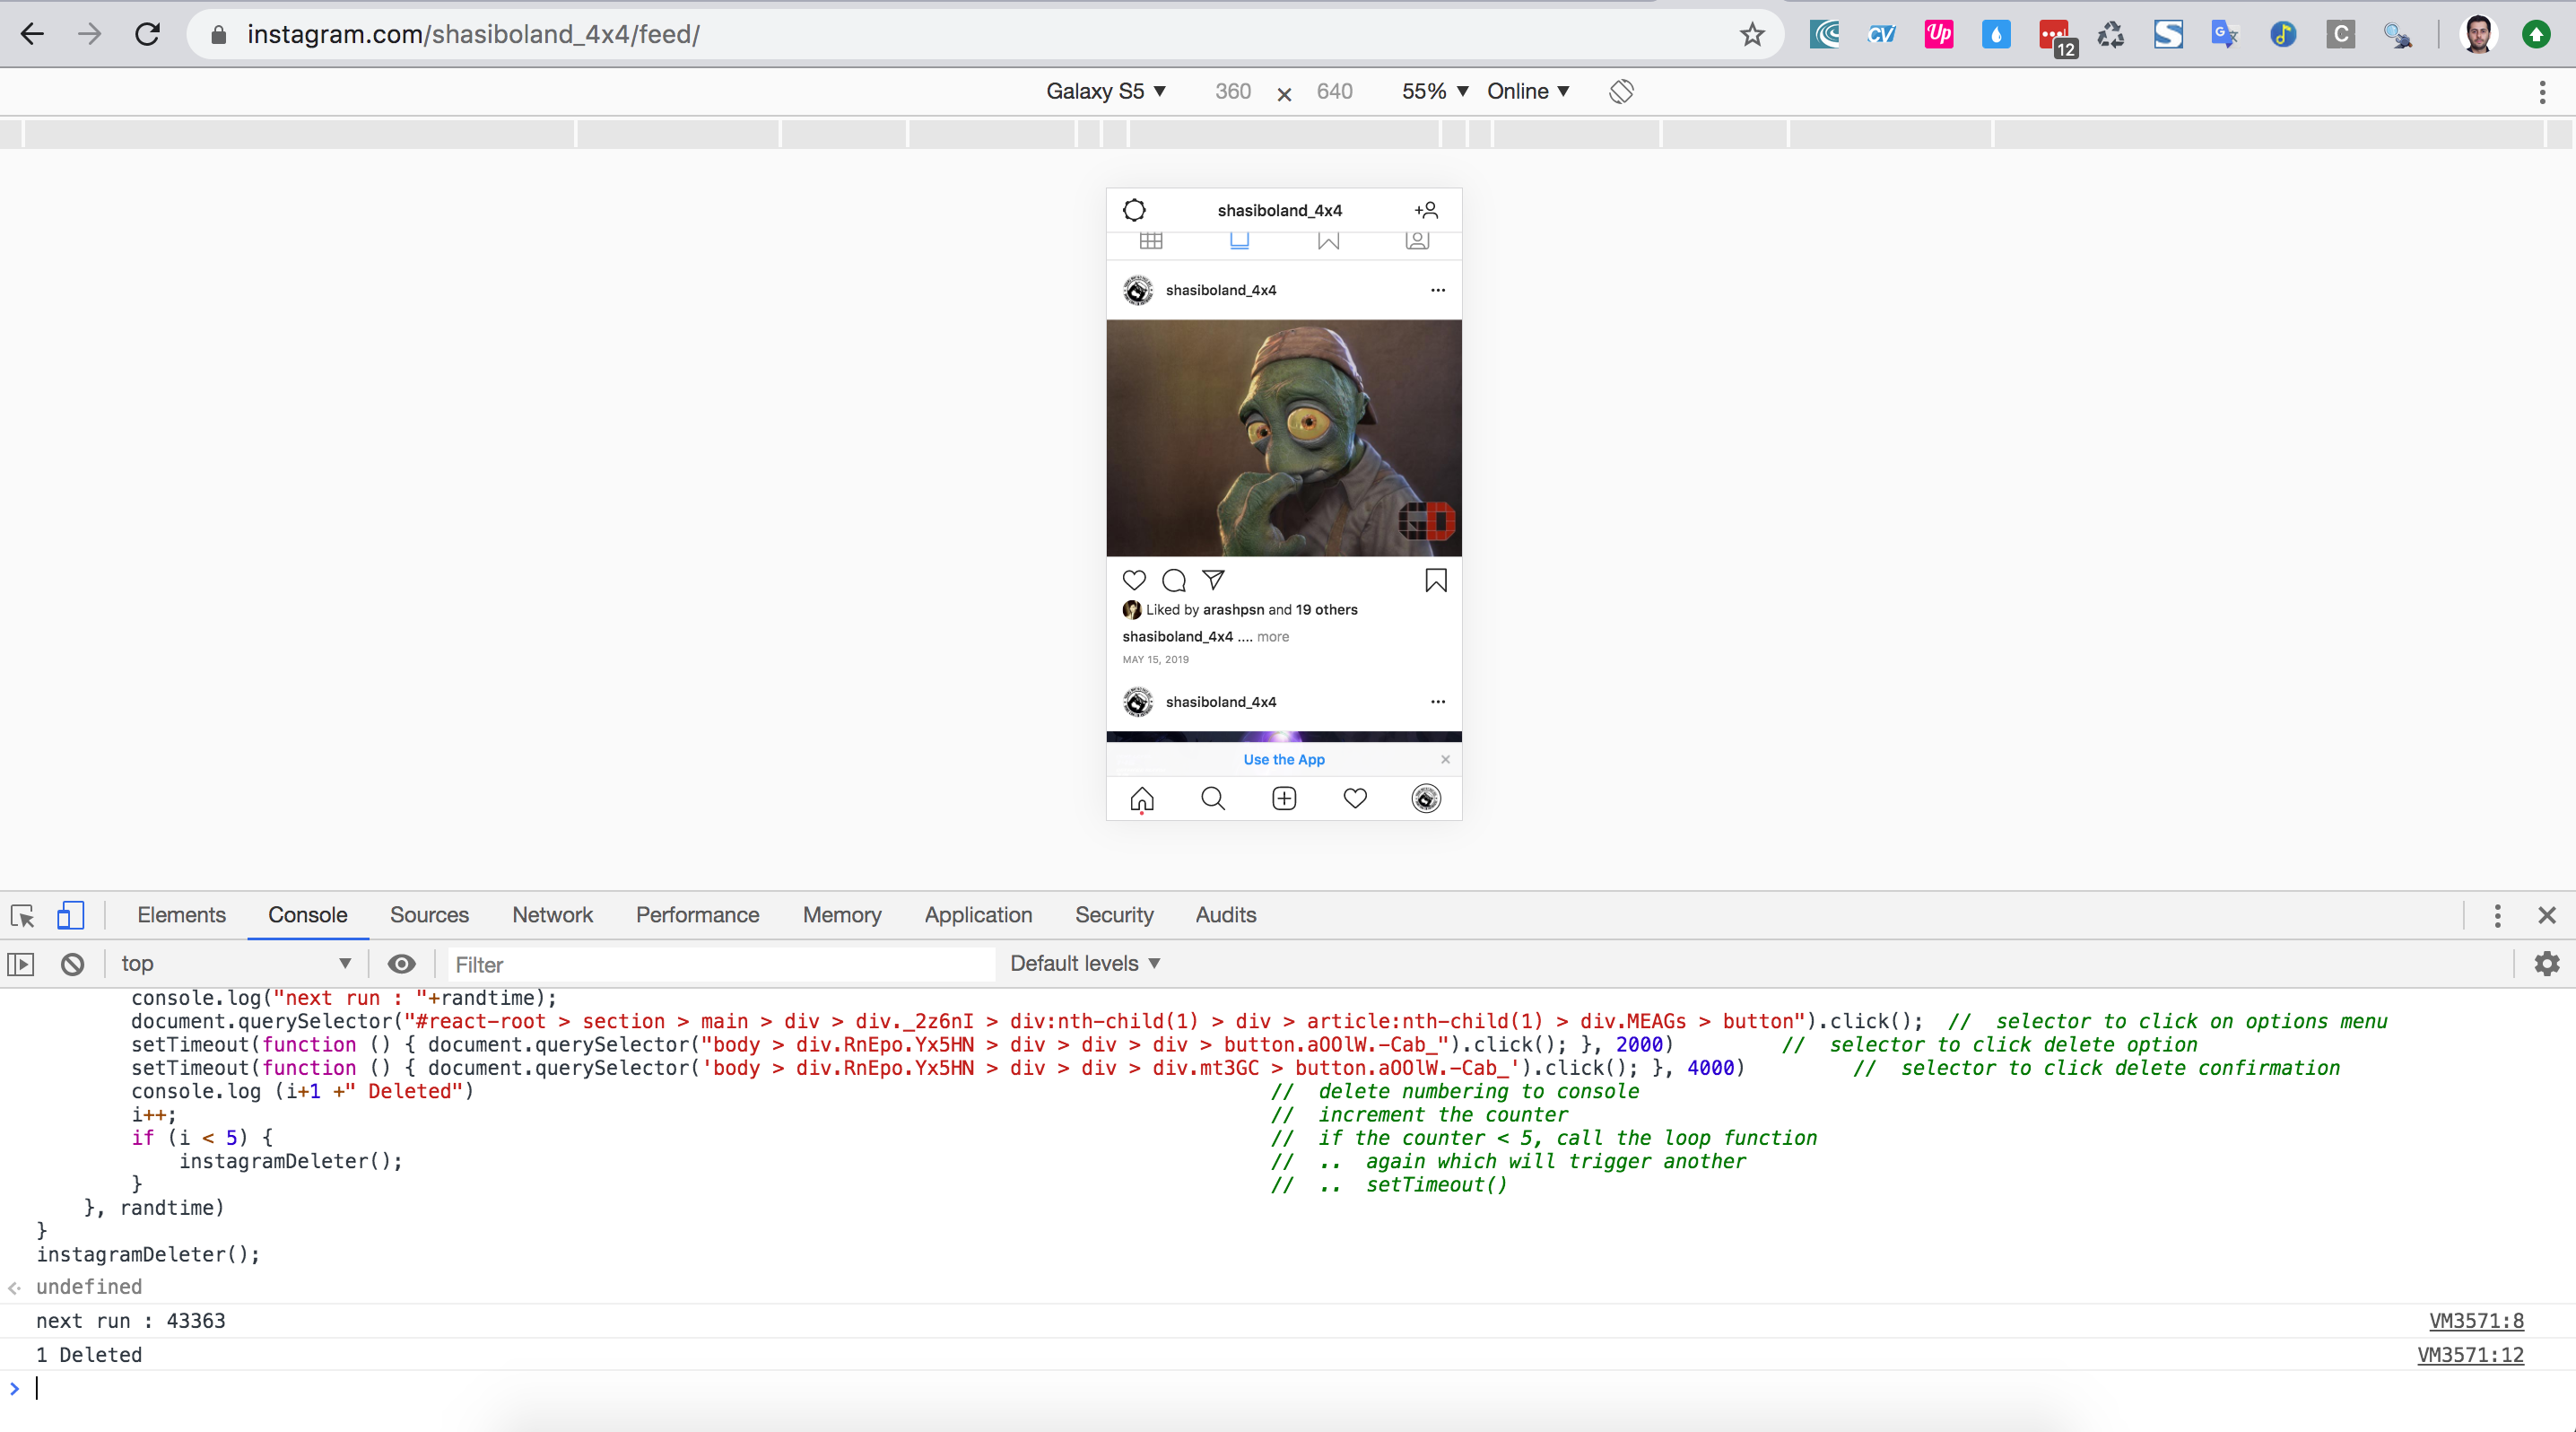 instagram.com/shasiboland_4x4/feed/
CV Up 12 S G C
Galaxy S5 ▼ 360 × 640 55% ▼ Online ▼
shasiboland_4x4
shasiboland_4x4
Liked by arashpsn and 19 others
shasiboland_4x4 .... more
MAY 15, 2019
shasiboland_4x4
Use the App
Elements Console Sources Network Performance Memory Application Security Audits
top ▼ Filter Default levels ▼
console.log("next run : "+randtime);
document.querySelector("#react-root > section > main > div > div._2z6nI > div:nth-child(1) > div > article:nth-child(1) > div.MEAGs > button").click(); // selector to click on options menu
setTimeout(function () { document.querySelector("body > div.RnEpo.Yx5HN > div > div > div > button.aOOlW.-Cab_").click(); }, 2000) // selector to click delete option
setTimeout(function () { document.querySelector('body > div.RnEpo.Yx5HN > div > div > div.mt3GC > button.aOOlW.-Cab_').click(); }, 4000) // selector to click delete confirmation
console.log (i+1 +" Deleted") // delete numbering to console
i++; // increment the counter
if (i < 5) { // if the counter < 5, call the loop function
instagramDeleter(); // .. again which will trigger another
} // .. setTimeout()
}, randtime)
}
instagramDeleter();
undefined
next run : 43363 VM3571:8
1 Deleted VM3571:12